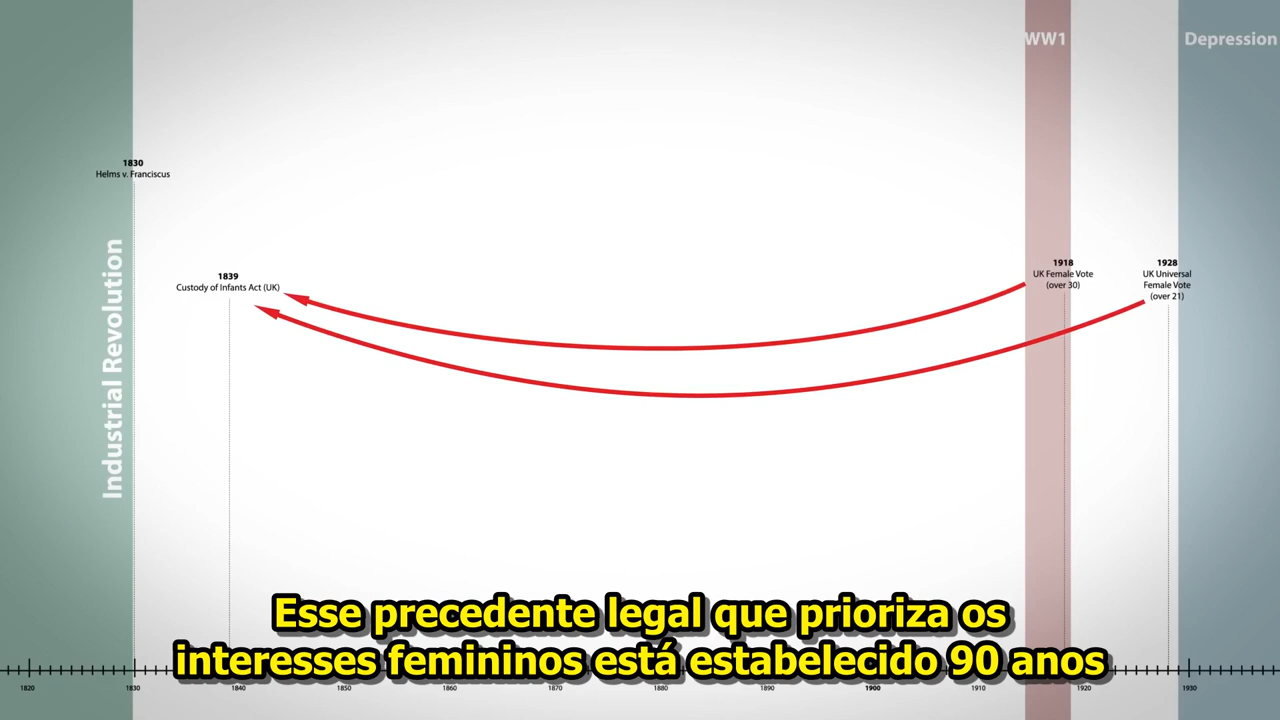 WW1
Depression
1830
Helms v. Franciscus
Industrial Revolution
1839
Custody of Infants Act (UK)
1918
UK Female Vote
(over 30)
1928
UK Universal
Female Vote
(over 21)
Esse precedente legal que prioriza os
interesses femininos está estabelecido 90 anos
1820 1830 1840 1850 1860 1870 1880 1890 1900 1910 1920 1930